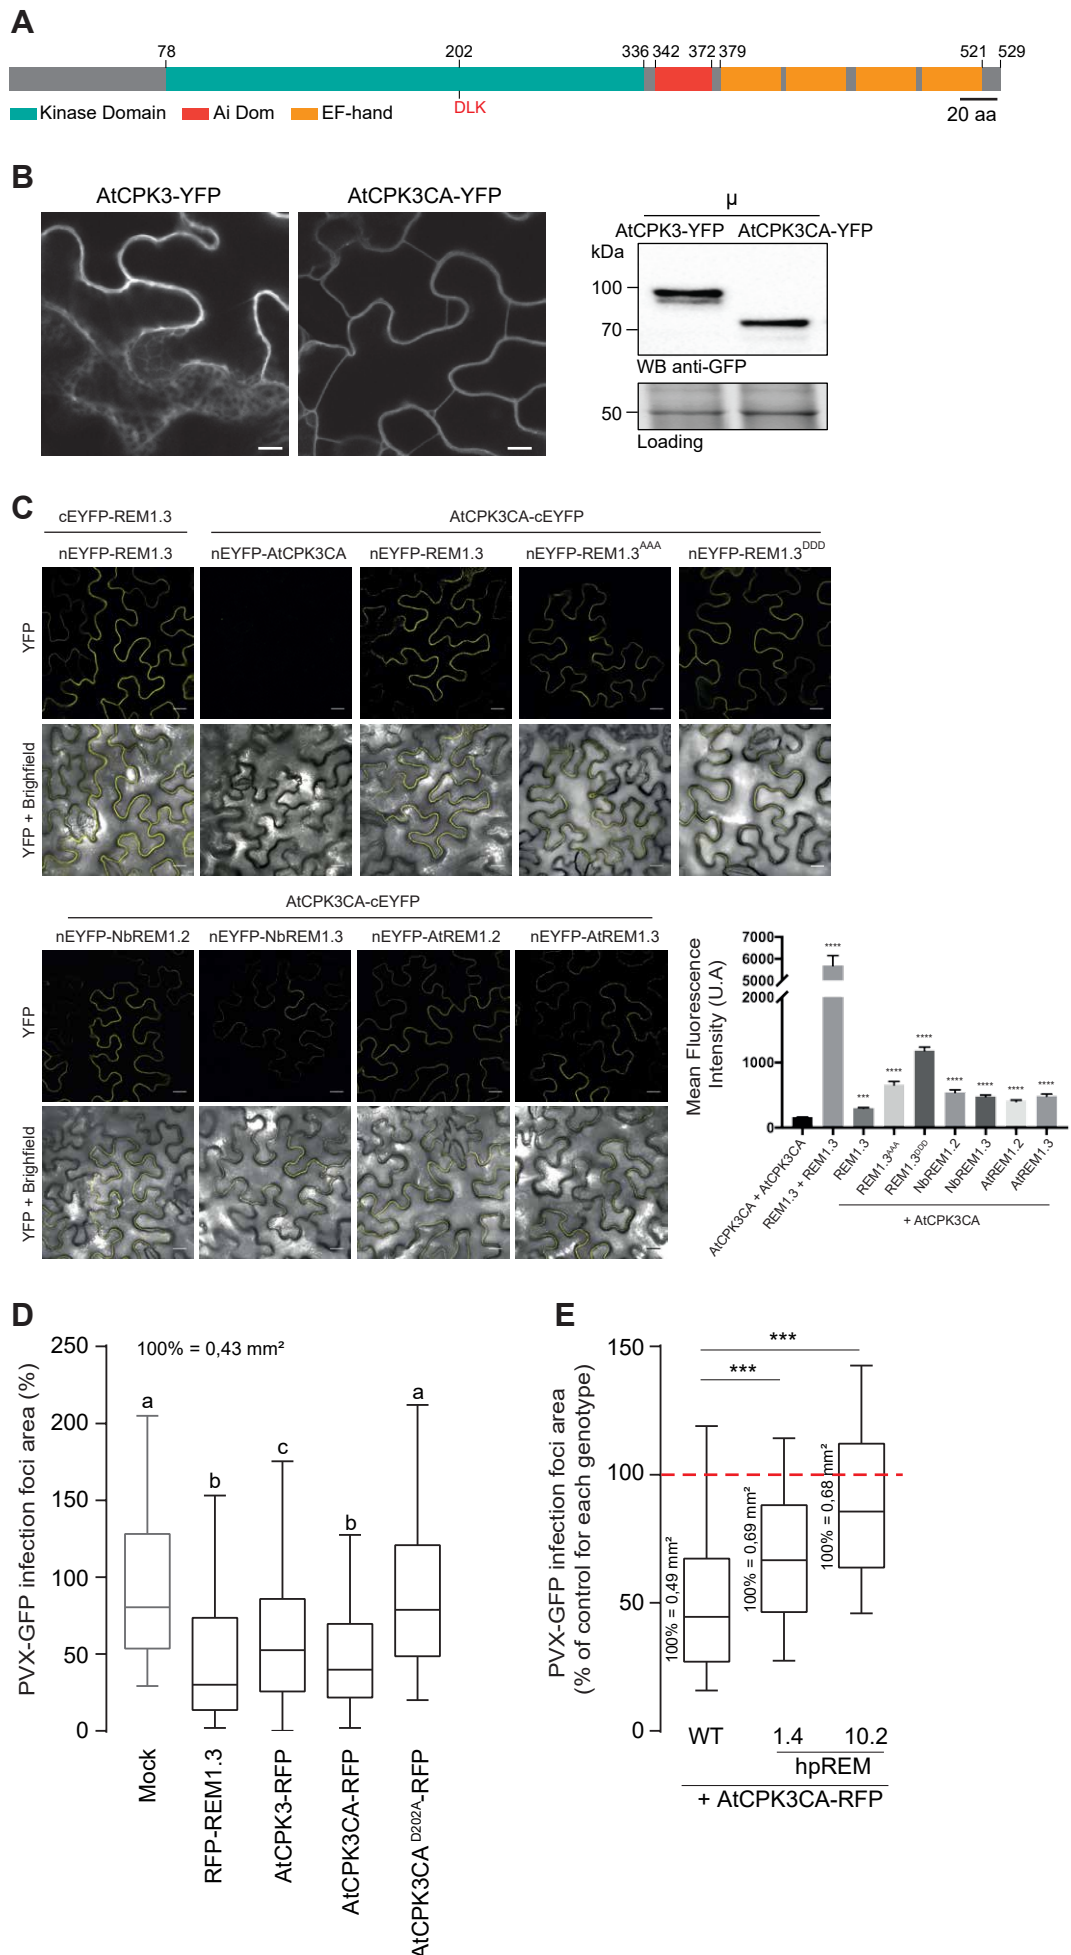 A
78 202 336 342 372 379 521 529
DLK
Kinase Domain Ai Dom EF-hand
20 aa
B
AtCPK3-YFP AtCPK3CA-YFP
µ
AtCPK3-YFP AtCPK3CA-YFP
kDa
100
70
WB anti-GFP
50
Loading
C
cEYFP-REM1.3 AtCPK3CA-cEYFP
nEYFP-REM1.3 nEYFP-AtCPK3CA nEYFP-REM1.3 nEYFP-REM1.3AAA nEYFP-REM1.3DDD
YFP
YFP + Brighfield
AtCPK3CA-cEYFP
nEYFP-NbREM1.2 nEYFP-NbREM1.3 nEYFP-AtREM1.2 nEYFP-AtREM1.3
YFP
YFP + Brighfield
Mean Fluorescence
Intensity (U.A)
7000
6000
5000
2000
1000
0
**** *** **** **** **** **** **** ****
AtCPK3CA + AtCPK3CA
REM1.3 + REM1.3
REM1.3
REM1.3AAA
REM1.3DDD
NbREM1.2
NbREM1.3
AtREM1.2
AtREM1.3
+ AtCPK3CA
D
PVX-GFP infection foci area (%)
250
200
150
100
50
0
100% = 0,43 mm²
a b c b a
Mock
RFP-REM1.3
AtCPK3-RFP
AtCPK3CA-RFP
AtCPK3CA D202A-RFP
E
PVX-GFP infection foci area
(% of control for each genotype)
150
100
50
0
***
***
100% = 0,49 mm²
100% = 0,69 mm²
100% = 0,68 mm²
WT 1.4 10.2
hpREM
+ AtCPK3CA-RFP